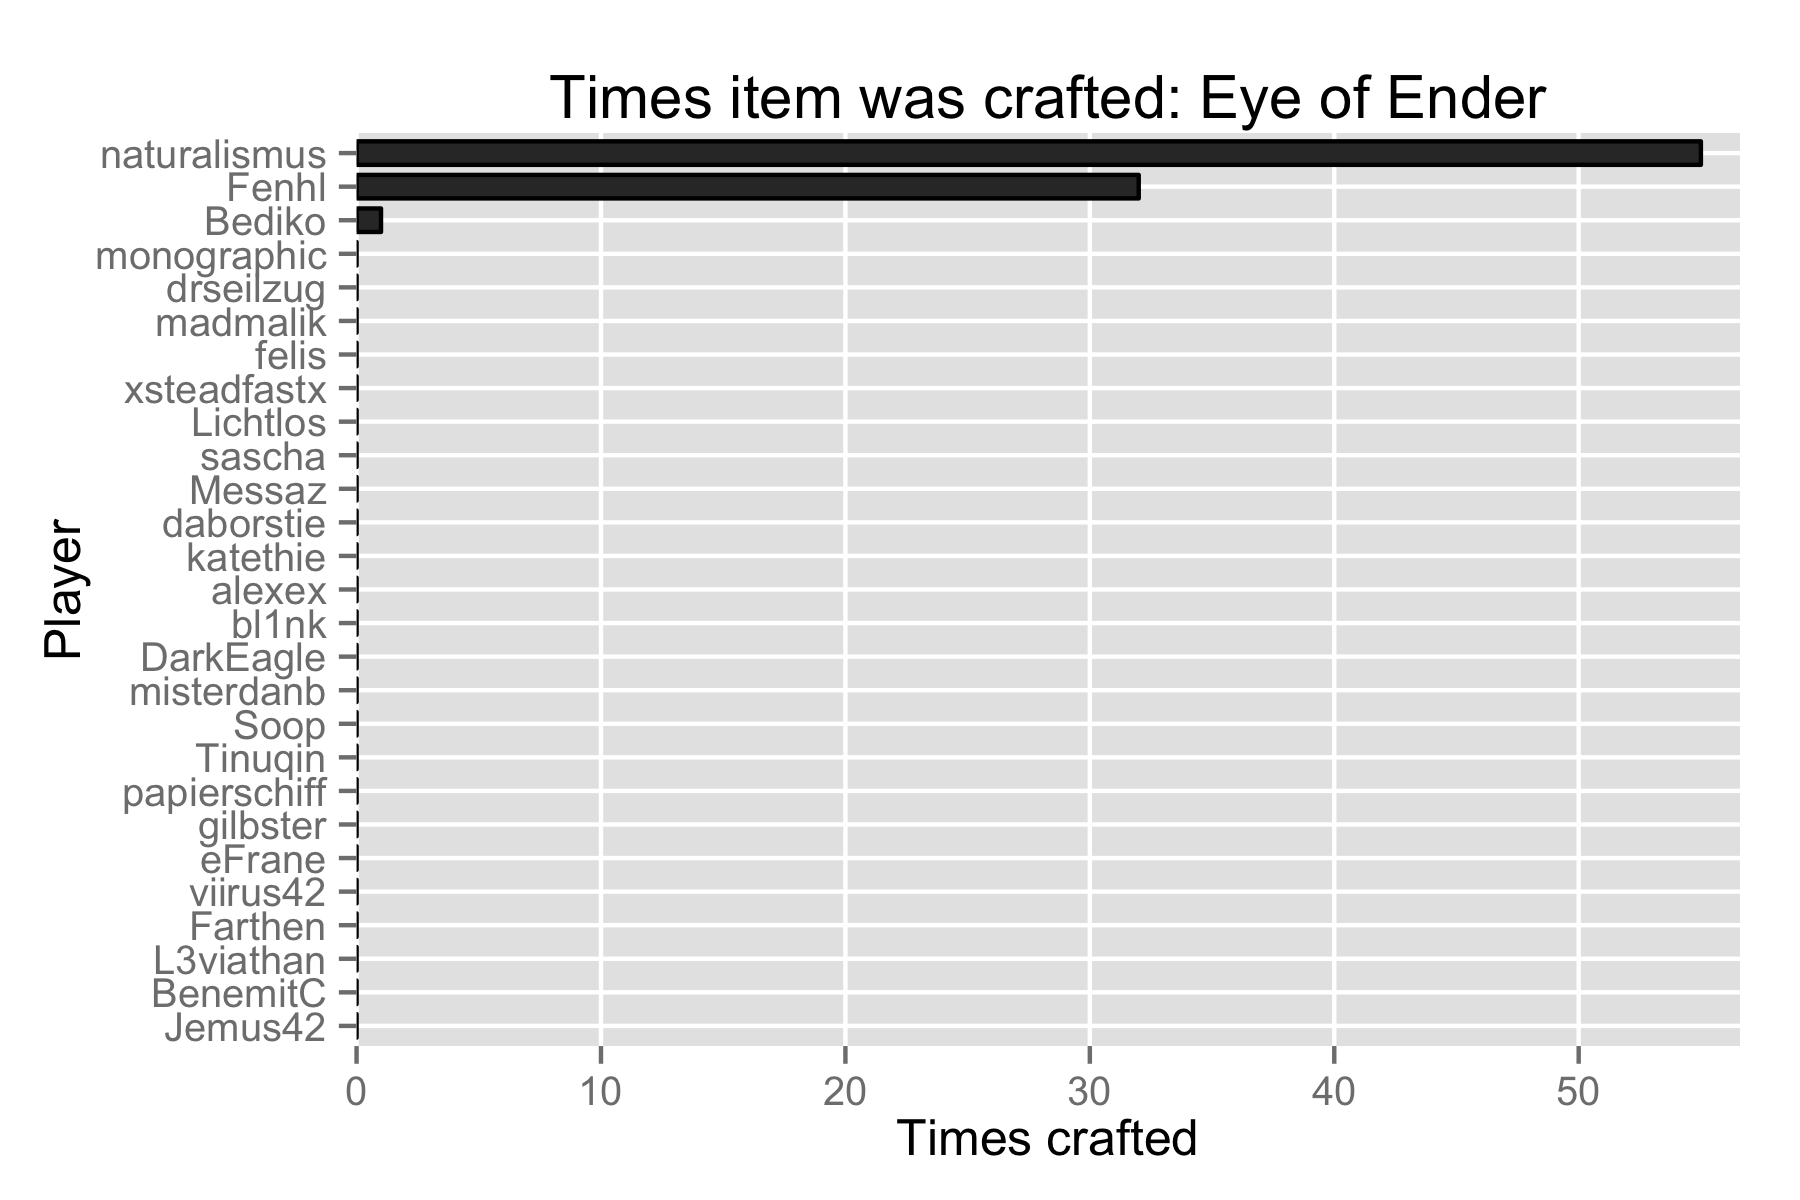 Times item was crafted: Eye of Ender
naturalismus
Fenhl
Bediko
monographic
drseilzug
madmalik
felis
xsteadfastx
Lichtlos
sascha
Messaz
daborstie
katethie
alexex
bl1nk
DarkEagle
misterdanb
Soop
Tinuqin
papierschiff
gilbster
eFrane
viirus42
Farthen
L3viathan
BenemitC
Jemus42
Player
0 10 20 30 40 50
Times crafted